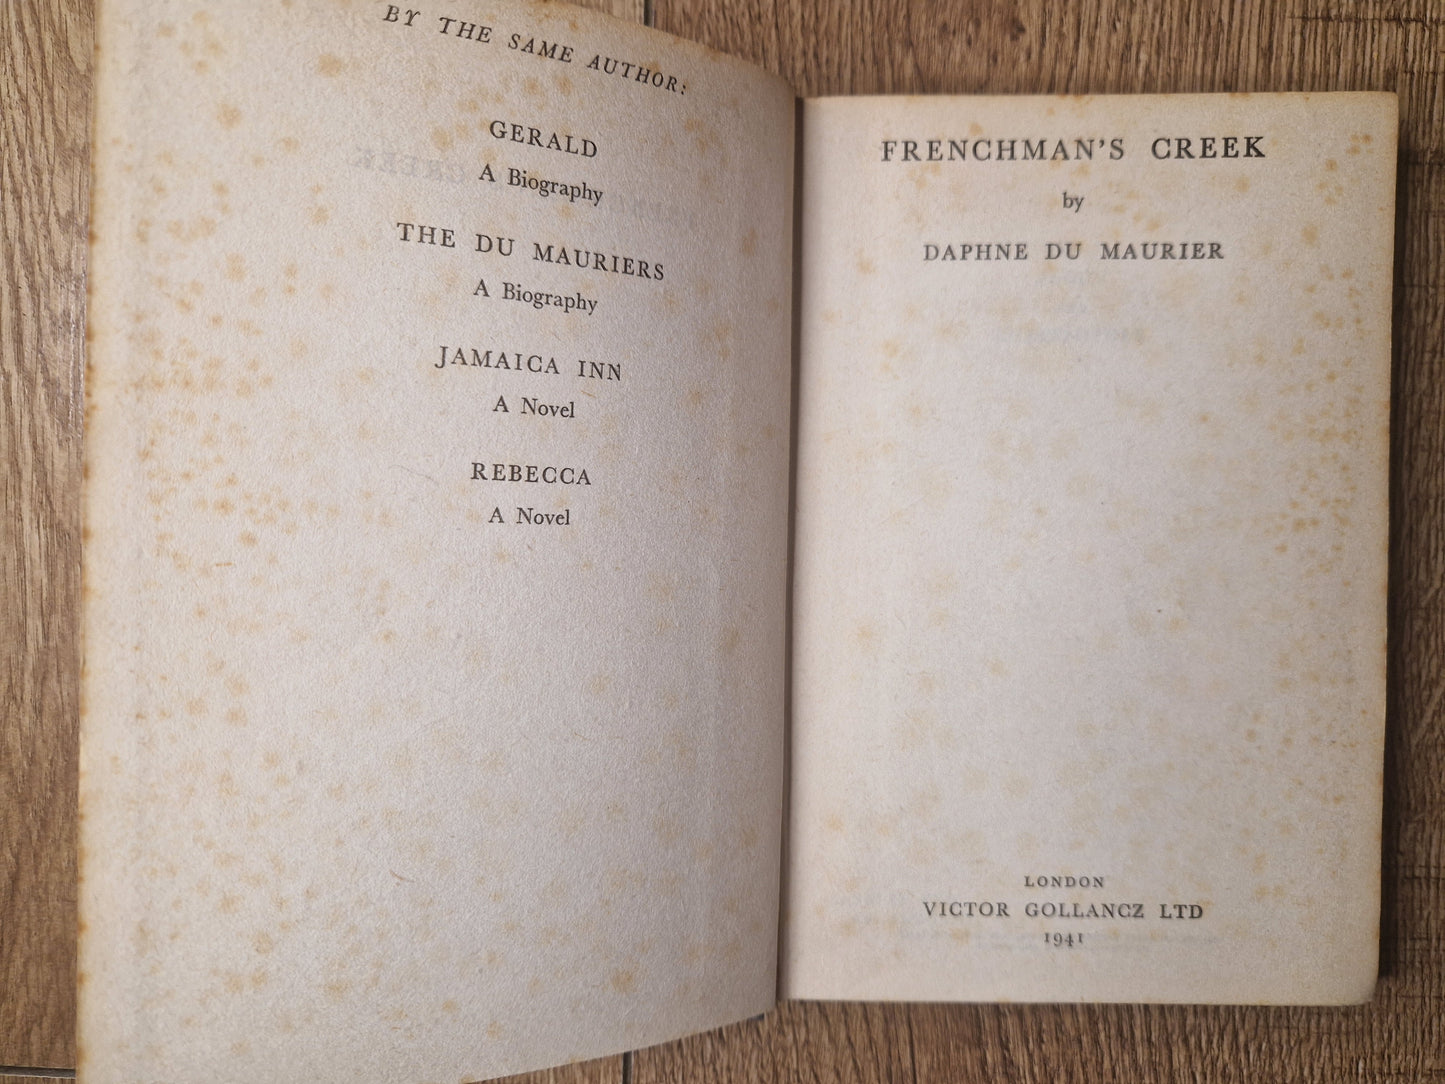 BY THE SAME AUTHOR:
GERALD
A Biography
THE DU MAURIERS
A Biography
JAMAICA INN
A Novel
REBECCA
A Novel
FRENCHMAN'S CREEK
by
DAPHNE DU MAURIER
LONDON
VICTOR GOLLANCZ LTD
1941